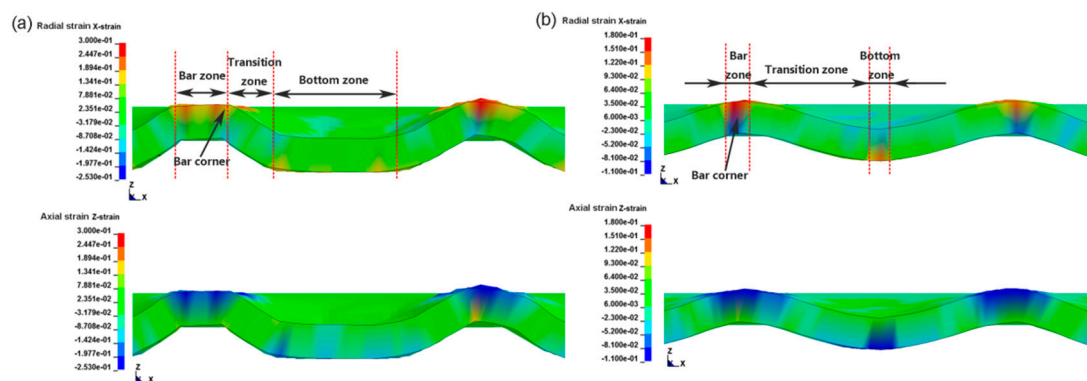 (a)
Radial strain X-strain
3.000e-01
2.447e-01
1.894e-01
1.341e-01
7.881e-02
2.355e-02
-3.179e-02
-8.708e-02
-1.424e-01
-1.977e-01
-2.530e-01
Bar zone
Transition
zone
Bottom zone
Bar corner
Z
X
(b)
Radial strain X-strain
1.800e-01
1.510e-01
1.220e-01
9.300e-02
6.400e-02
3.500e-02
6.000e-03
-2.300e-02
-5.200e-02
-8.100e-02
-1.100e-01
Bar
zone
Transition zone
Bottom
zone
Bar corner
Z
X
Axial strain Z-strain
3.000e-01
2.447e-01
1.894e-01
1.341e-01
7.881e-02
2.355e-02
-3.179e-02
-8.708e-02
-1.424e-01
-1.977e-01
-2.530e-01
Z
X
Axial strain Z-strain
1.800e-01
1.510e-01
1.220e-01
9.300e-02
6.400e-02
3.500e-02
6.000e-03
-2.300e-02
-5.200e-02
-8.100e-02
-1.100e-01
Z
X